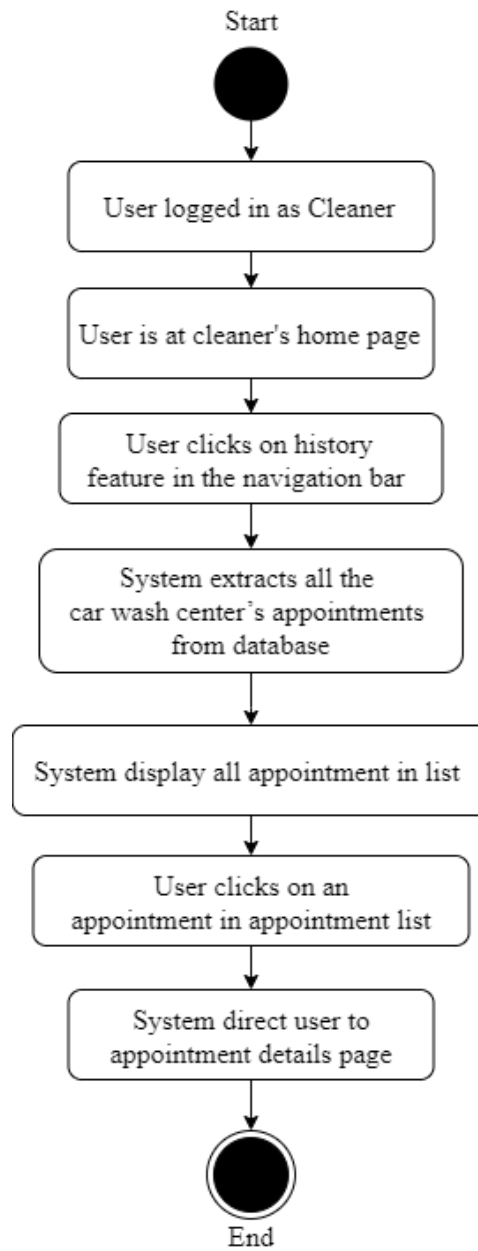 Start
User logged in as Cleaner
User is at cleaner's home page
User clicks on history
feature in the navigation bar
System extracts all the
car wash center’s appointments
from database
System display all appointment in list
User clicks on an
appointment in appointment list
System direct user to
appointment details page
End